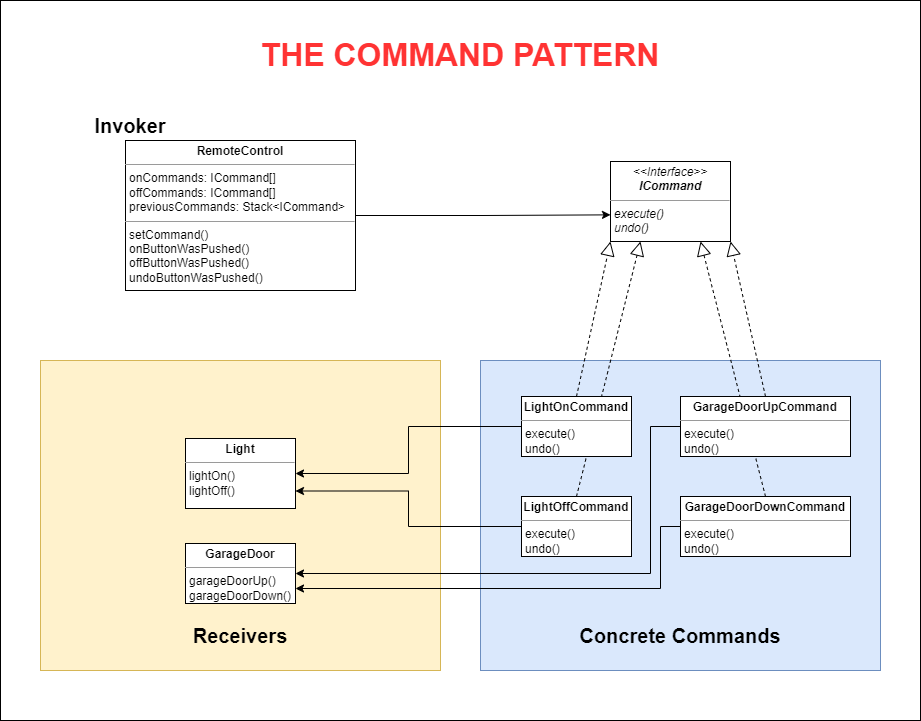 THE COMMAND PATTERN
Invoker
RemoteControl
onCommands: ICommand[]
offCommands: ICommand[]
previousCommands: Stack<ICommand>
setCommand()
onButtonWasPushed()
offButtonWasPushed()
undoButtonWasPushed()
<<Interface>>
ICommand
execute()
undo()
Light
lightOn()
lightOff()
GarageDoor
garageDoorUp()
garageDoorDown()
Receivers
LightOnCommand
execute()
undo()
GarageDoorUpCommand
execute()
undo()
LightOffCommand
execute()
undo()
GarageDoorDownCommand
execute()
undo()
Concrete Commands